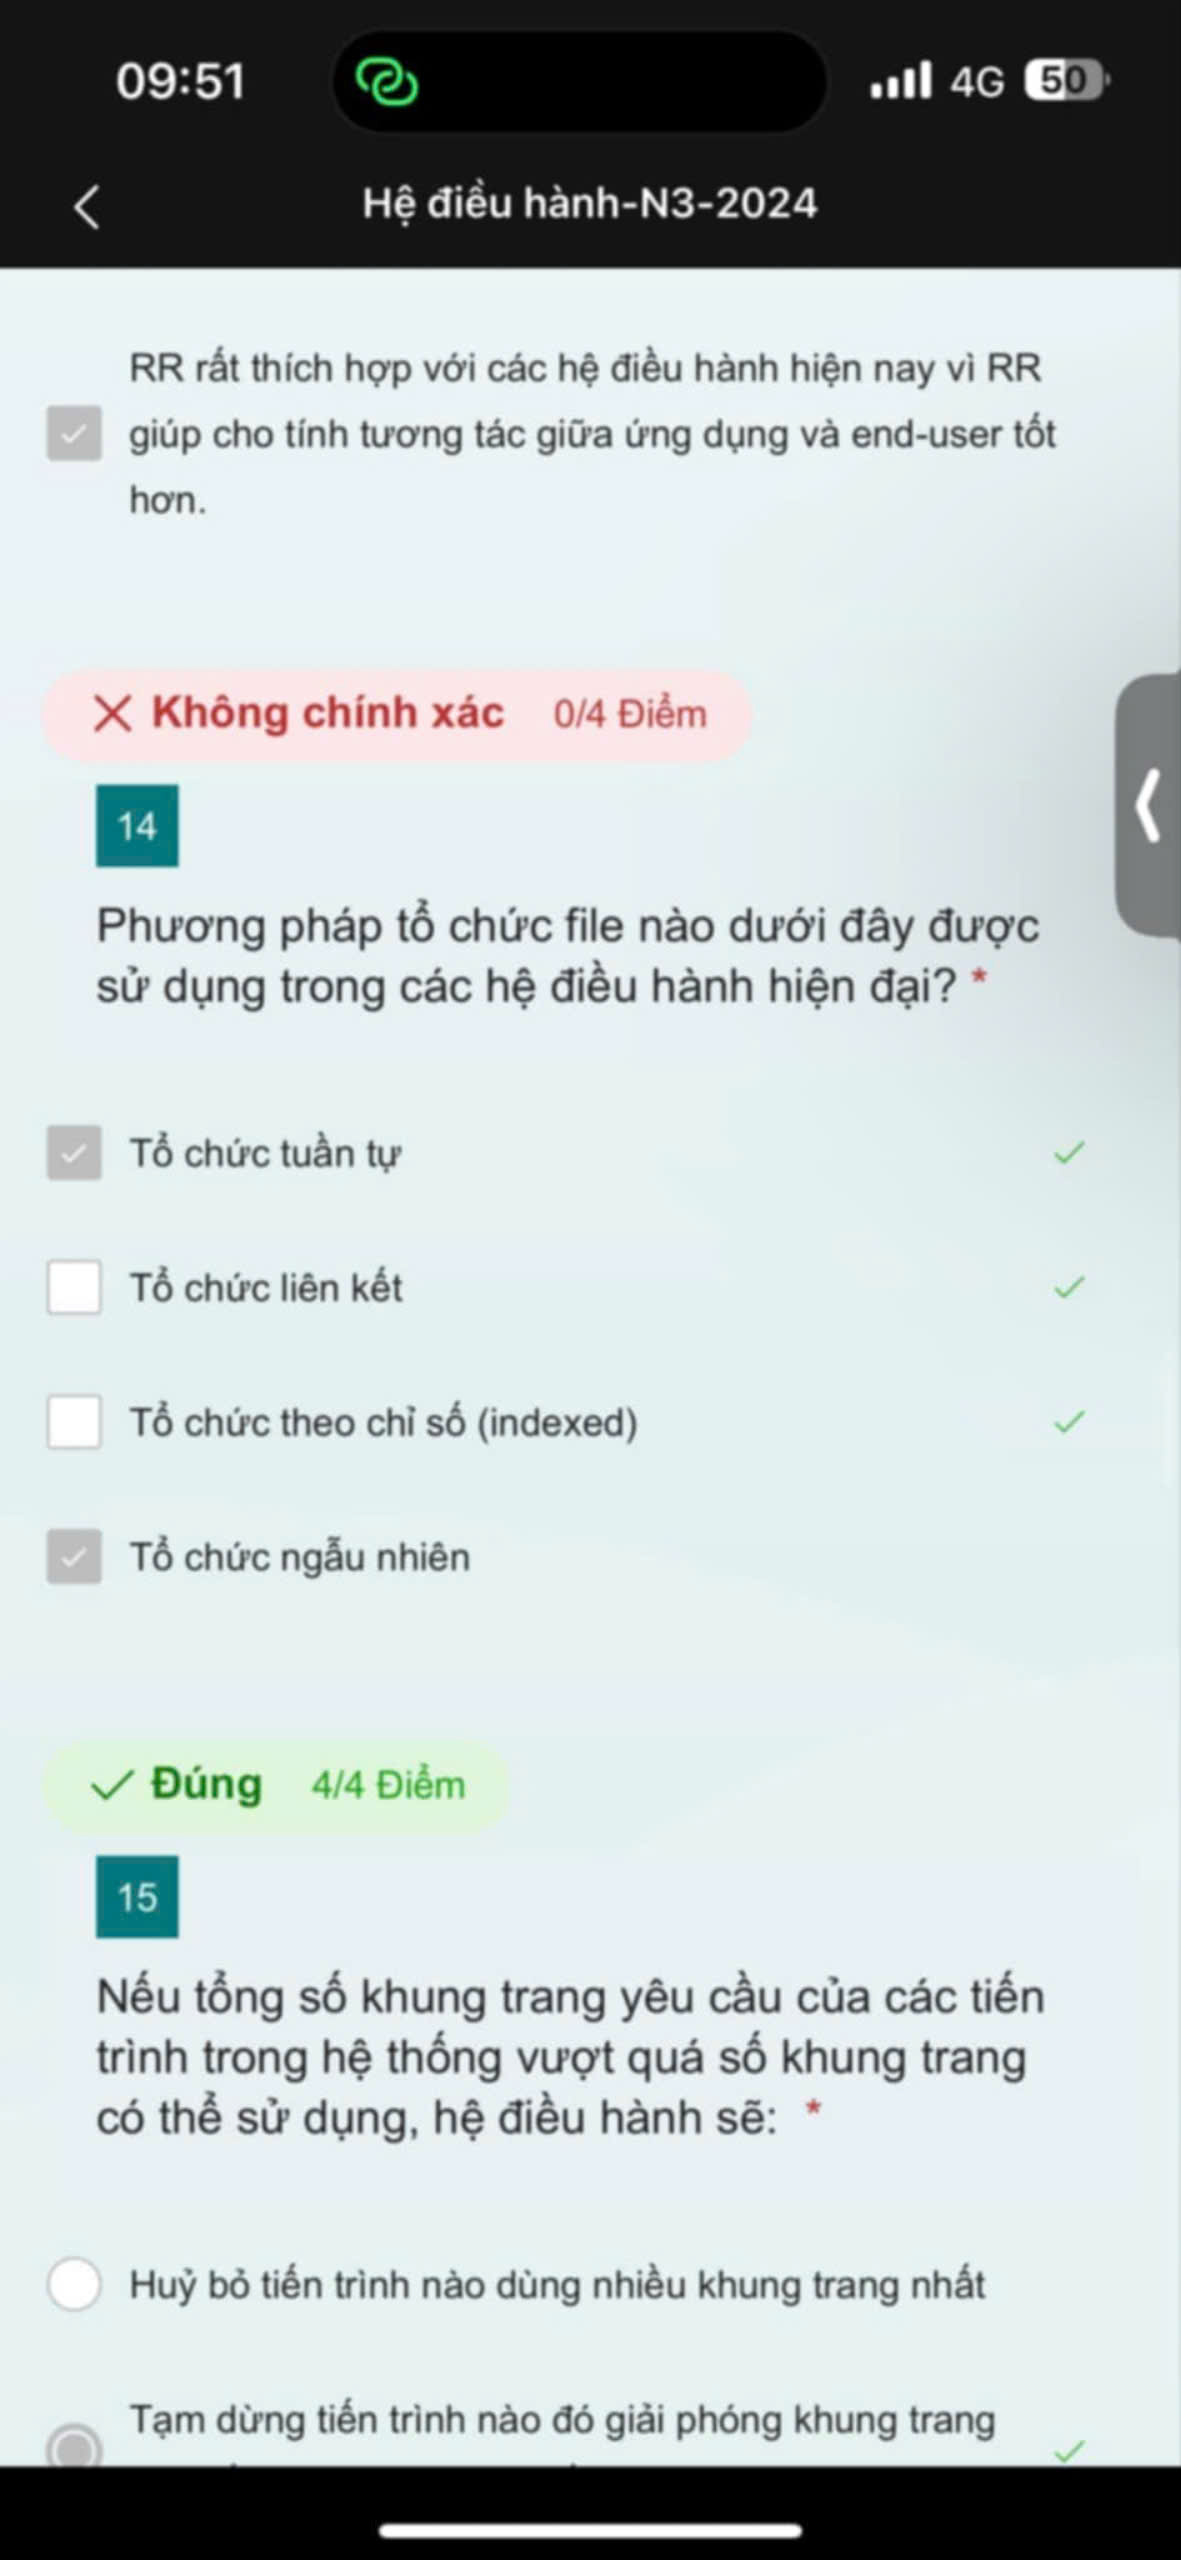 09:51
4G 50
Hệ điều hành-N3-2024
RR rất thích hợp với các hệ điều hành hiện nay vì RR
giúp cho tính tương tác giữa ứng dụng và end-user tốt
hơn.
Không chính xác 0/4 Điểm
14
Phương pháp tổ chức file nào dưới đây được
sử dụng trong các hệ điều hành hiện đại? *
Tổ chức tuần tự
Tổ chức liên kết
Tổ chức theo chỉ số (indexed)
Tổ chức ngẫu nhiên
Đúng 4/4 Điểm
15
Nếu tổng số khung trang yêu cầu của các tiến
trình trong hệ thống vượt quá số khung trang
có thể sử dụng, hệ điều hành sẽ: *
Huỷ bỏ tiến trình nào dùng nhiều khung trang nhất
Tạm dừng tiến trình nào đó giải phóng khung trang